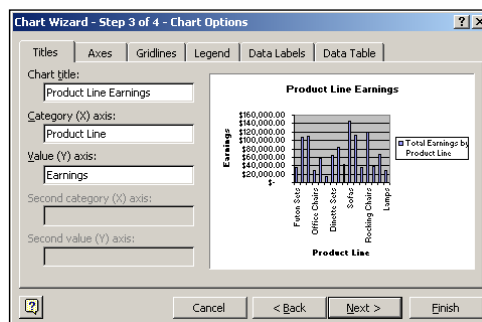 Chart Wizard - Step 3 of 4 - Chart Options
Titles Axes Gridlines Legend Data Labels Data Table
Chart title:
Product Line Earnings
Category (X) axis:
Product Line
Value (Y) axis:
Earnings
Second category (X) axis:
Second value (Y) axis:
Product Line Earnings
$160,000.00
$140,000.00
$120,000.00
$100,000.00
$80,000.00
$60,000.00
$40,000.00
$20,000.00
$-
Earnings
Futon Sets
Office Chairs
Dinette Sets
Sofas
Rocking Chairs
Lamps
Product Line
Total Earnings by
Product Line
? Cancel < Back Next > Finish